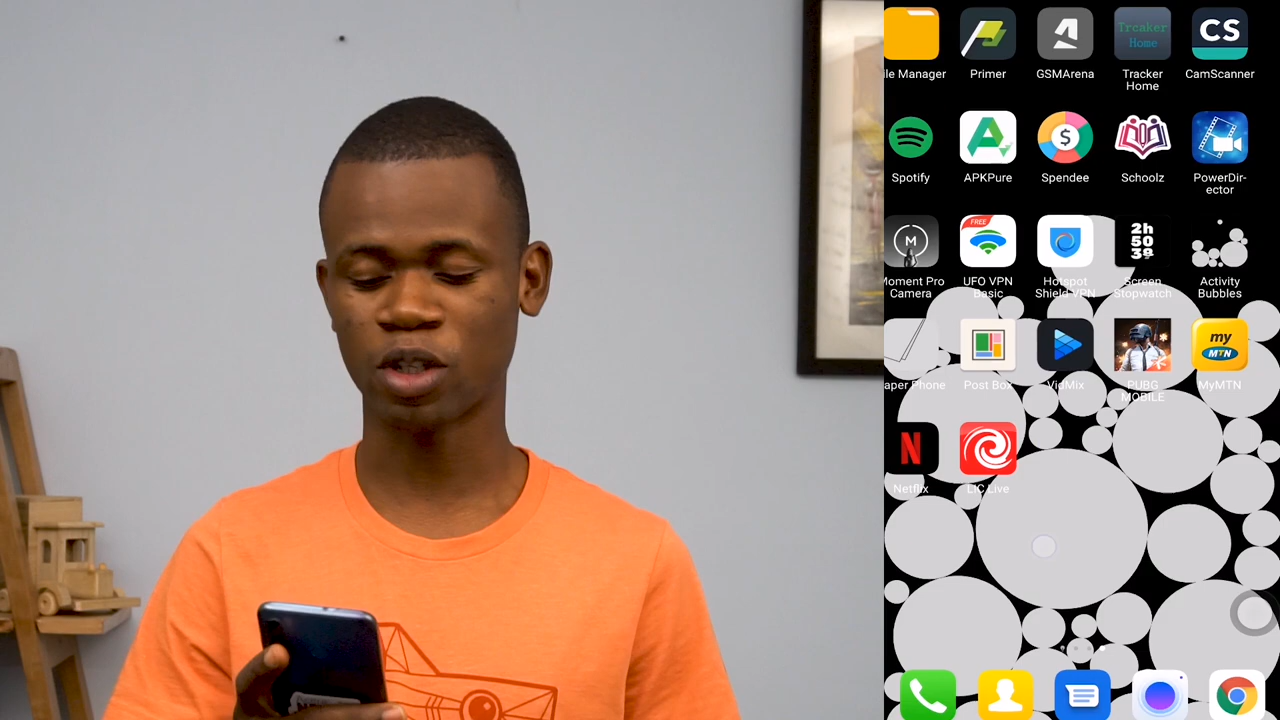 Trcaker
Home
CS
ile Manager
Primer
GSMArena
Tracker
Home
CamScanner
$
Spotify
APKPure
Spendee
Schoolz
PowerDir-
ector
M
FREE
2h
50
39
Moment Pro
Camera
UFO VPN
Basic
Hotspot
Shield VPN
Screen
Stopwatch
Activity
Bubbles
my
MTN
aper Phone
Post Box
VidMix
PUBG
MOBILE
MyMTN
N
Netflix
LIC Live